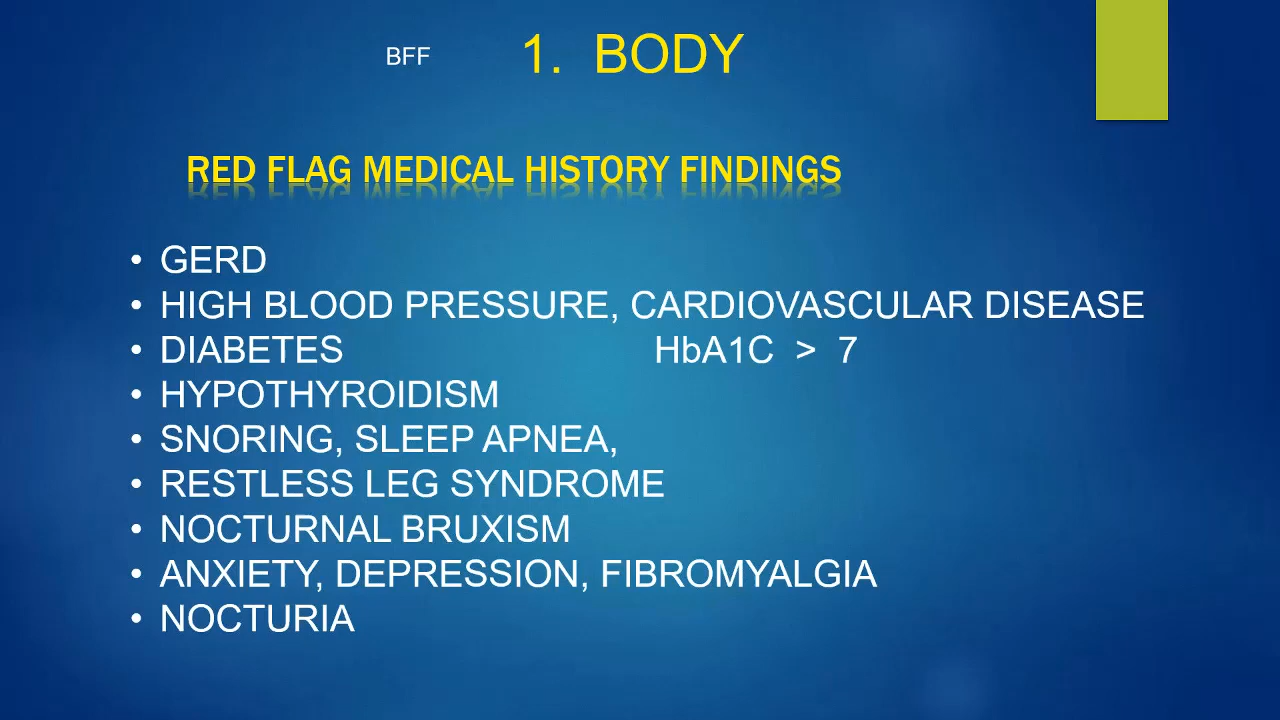 BFF
1. BODY
RED FLAG MEDICAL HISTORY FINDINGS
• GERD
• HIGH BLOOD PRESSURE, CARDIOVASCULAR DISEASE
• DIABETES HbA1C > 7
• HYPOTHYROIDISM
• SNORING, SLEEP APNEA,
• RESTLESS LEG SYNDROME
• NOCTURNAL BRUXISM
• ANXIETY, DEPRESSION, FIBROMYALGIA
• NOCTURIA